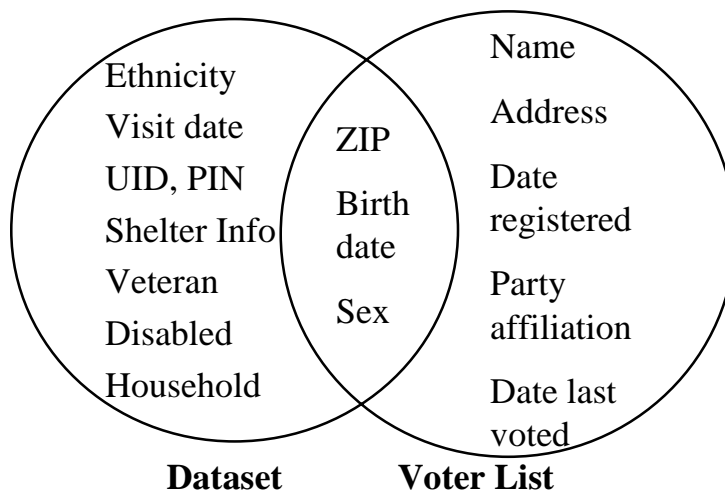 Ethnicity
Visit date
UID, PIN
Shelter Info
Veteran
Disabled
Household
ZIP
Birth
date
Sex
Name
Address
Date
registered
Party
affiliation
Date last
voted
Dataset
Voter List